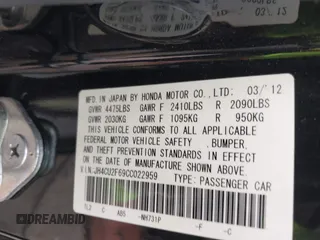 MFD. IN JAPAN BY HONDA MOTOR CO., LTD: 03/'12
GVWR 4475LBS GAWR F 2410LBS R 2090LBS
GVWR 2030KG GAWR F 1095KG R 950KG
THIS VEHICLE CONFORMS TO ALL APPLICABLE
FEDERAL MOTOR VEHICLE SAFETY, BUMPER,
AND THEFT PREVENTION STANDARDS IN EFFECT
ON THE DATE OF MANUFACTURE SHOWN ABOVE.
V.I.N: JH4CU2F69CC022959
TYPE: PASSENGER CAR
ABS NH731P -F -C